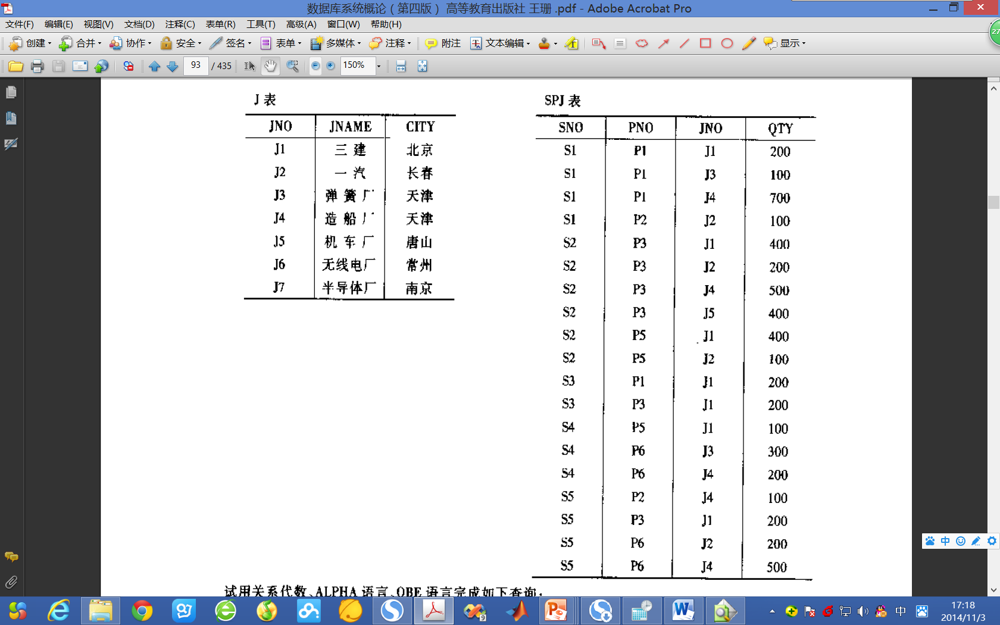 数据库系统概论（第四版） 高等教育出版社 王珊 .pdf - Adobe Acrobat Pro
文件(F) 编辑(E) 视图(V) 文档(D) 注释(C) 表单(R) 工具(T) 高级(A) 窗口(W) 帮助(H)
创建 合并 协作 安全 签名 表单 多媒体 注释 附注 文本编辑 显示
93 / 435 150%
27
J 表
JNO JNAME CITY
J1 三建 北京
J2 一汽 长春
J3 弹簧厂 天津
J4 造船厂 天津
J5 机车厂 唐山
J6 无线电厂 常州
J7 半导体厂 南京
SPJ 表
SNO PNO JNO QTY
S1 P1 J1 200
S1 P1 J3 100
S1 P1 J4 700
S1 P2 J2 100
S2 P3 J1 400
S2 P3 J2 200
S2 P3 J4 500
S2 P3 J5 400
S2 P5 J1 400
S2 P5 J2 100
S3 P1 J1 200
S3 P3 J1 200
S4 P5 J1 100
S4 P6 J3 300
S4 P6 J4 200
S5 P2 J4 100
S5 P3 J1 200
S5 P6 J2 200
S5 P6 J4 500
试用关系代数、ALPHA 语言、QBE 语言完成如下查询:
中
中
17:18
2014/11/3